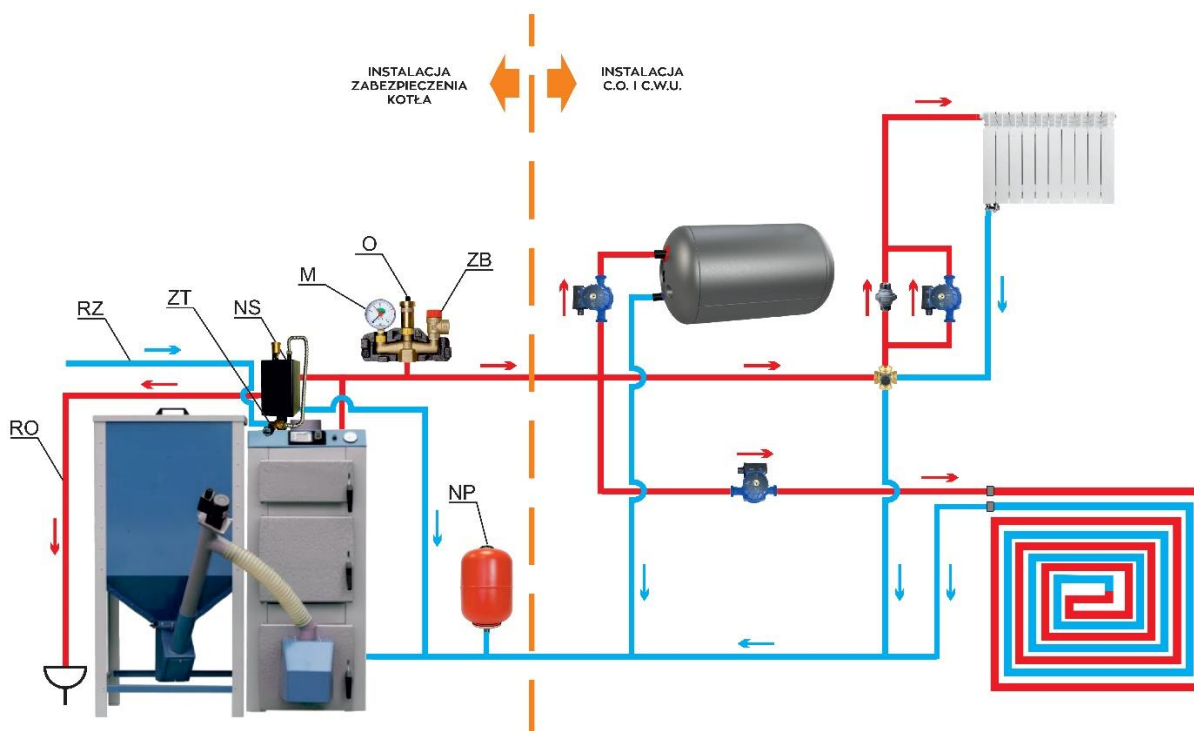 INSTALACJA
ZABEZPIECZENIA
KOTŁA
INSTALACJA
C.O. I C.W.U.
O
M
ZB
ZT
NS
RZ
RO
NP